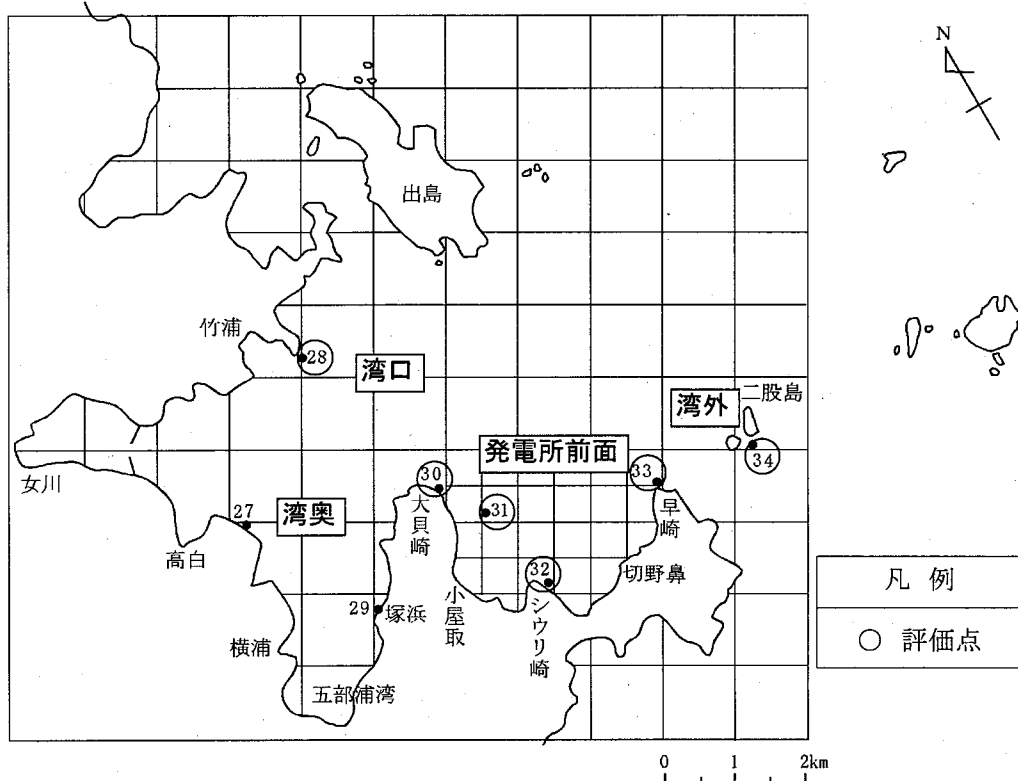 N
出島
竹浦
28
湾口
湾外
二股島
34
発電所前面
33
30
31
大貝崎
早崎
女川
27
湾奥
高白
32
切野鼻
凡 例
○ 評価点
29
塚浜
小屋取
シウリ崎
横浦
五部浦湾
0 1 2km